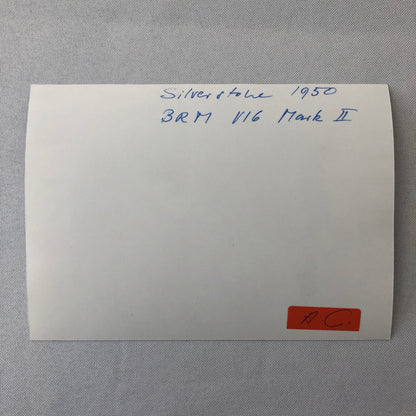 Silverstone 1950
BRM V16 Mark II
A.C.